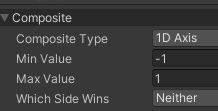 Composite
Composite Type 1D Axis
Min Value -1
Max Value 1
Which Side Wins Neither